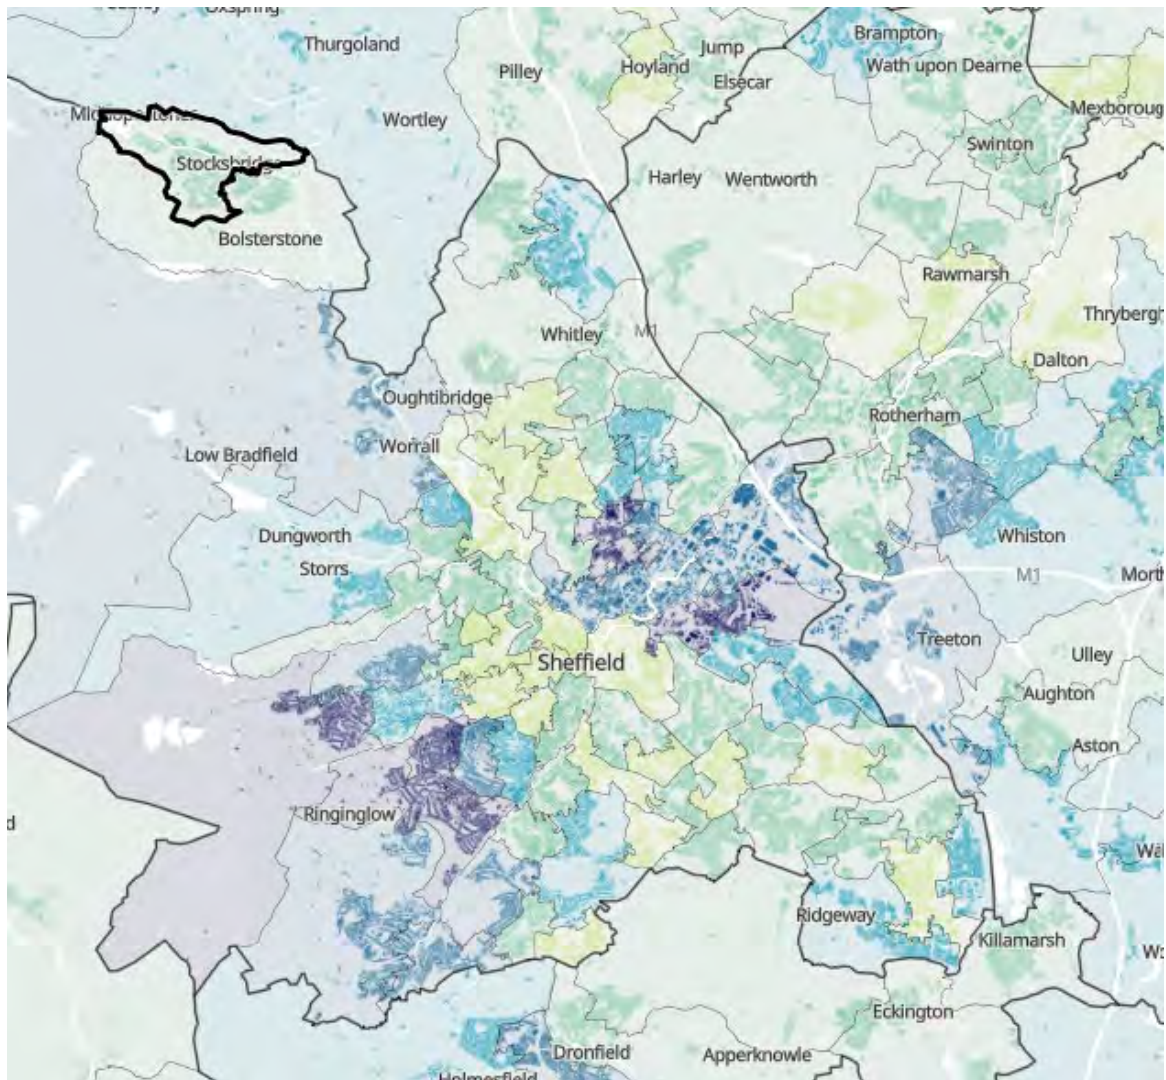 Thurgoland
Brampton
Jump
Pilley
Hoyland
Wath upon Dearne
Elsecar
Wortley
Swinton
Stocksbridge
Harley
Wentworth
Bolsterstone
Rawmarsh
Whitley
M1
Dalton
Oughtibridge
Rotherham
Worrall
Low Bradfield
Dungworth
Whiston
Storrs
M1
Treeton
Ulley
Sheffield
Aughton
Aston
Ringinglow
Ridgeway
Killamarsh
Eckington
Dronfield
Apperknowle